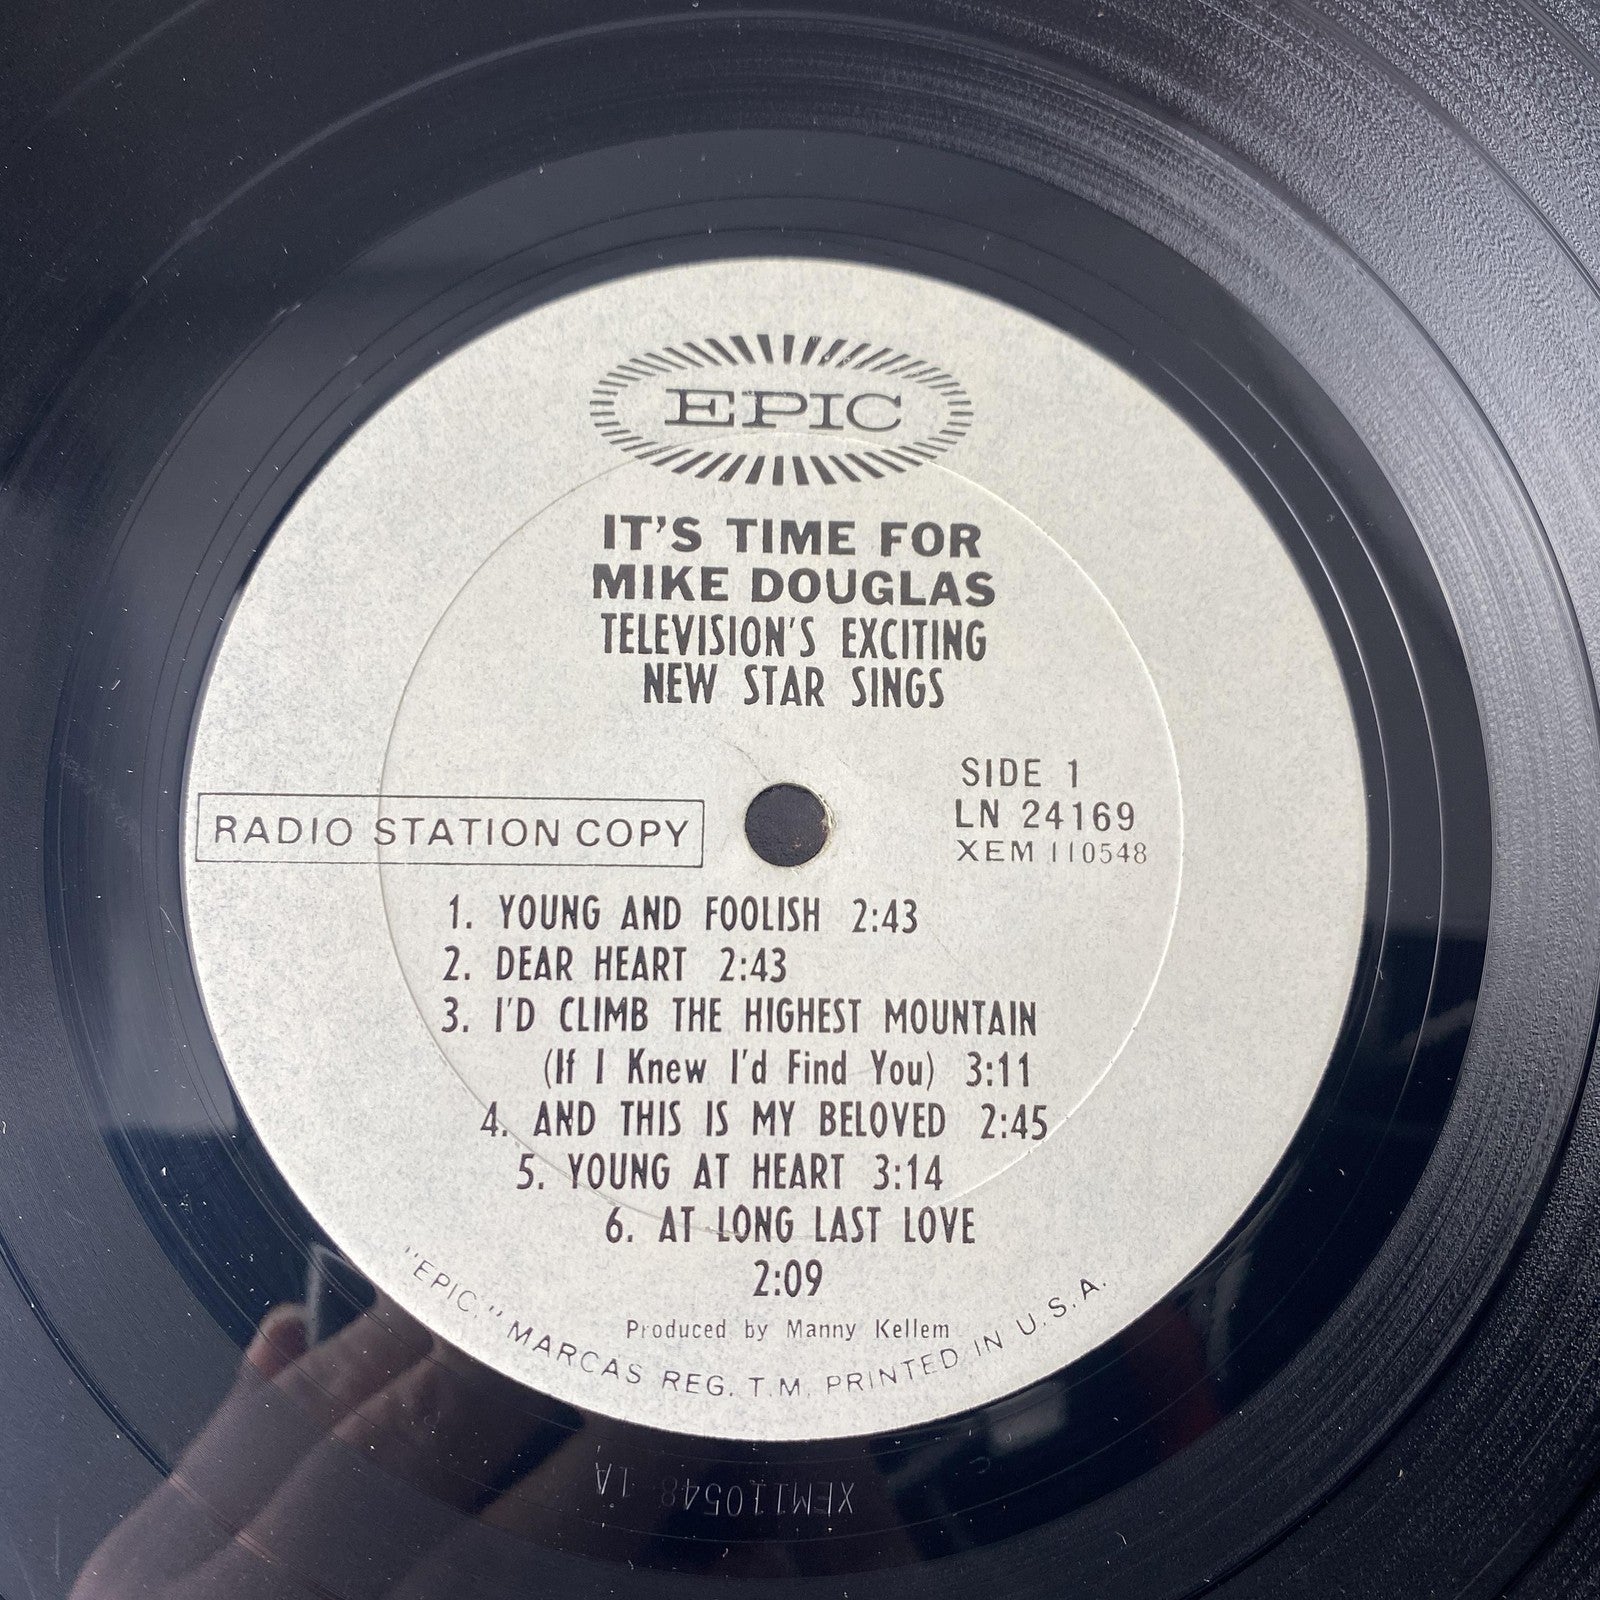 EPIC
IT'S TIME FOR
MIKE DOUGLAS
TELEVISION'S EXCITING
NEW STAR SINGS
SIDE 1
LN 24169
XEM 110548
RADIO STATION COPY
1. YOUNG AND FOOLISH 2:43
2. DEAR HEART 2:43
3. I'D CLIMB THE HIGHEST MOUNTAIN
(If I Knew I'd Find You) 3:11
4. AND THIS IS MY BELOVED 2:45
5. YOUNG AT HEART 3:14
6. AT LONG LAST LOVE
2:09
Produced by Manny Kellem
"EPIC," MARCAS REG. T.M. PRINTED IN U.S.A.
XEM110548 1A